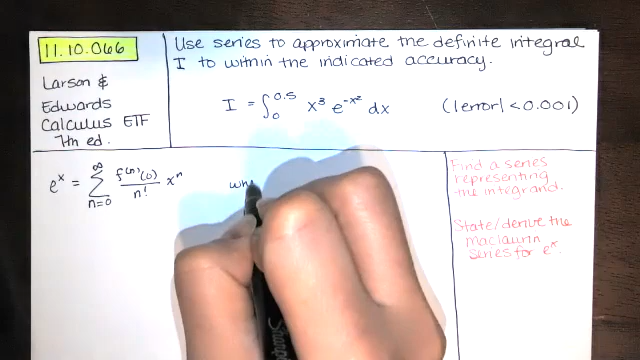 11.10.066
Larson &
Edwards
Calculus ETF
7th ed.
Use series to approximate the definite integral
I to within the indicated accuracy.
I = ∫₀^0.5 x³ e^(-x²) dx (|error| < 0.001)
e^x = ∑_{n=0}^∞ f^(n)(0)/n! x^n whe
Find a series
representing
the integrand.
State/derive the
maclaurin
series for e^x.
Sharpie